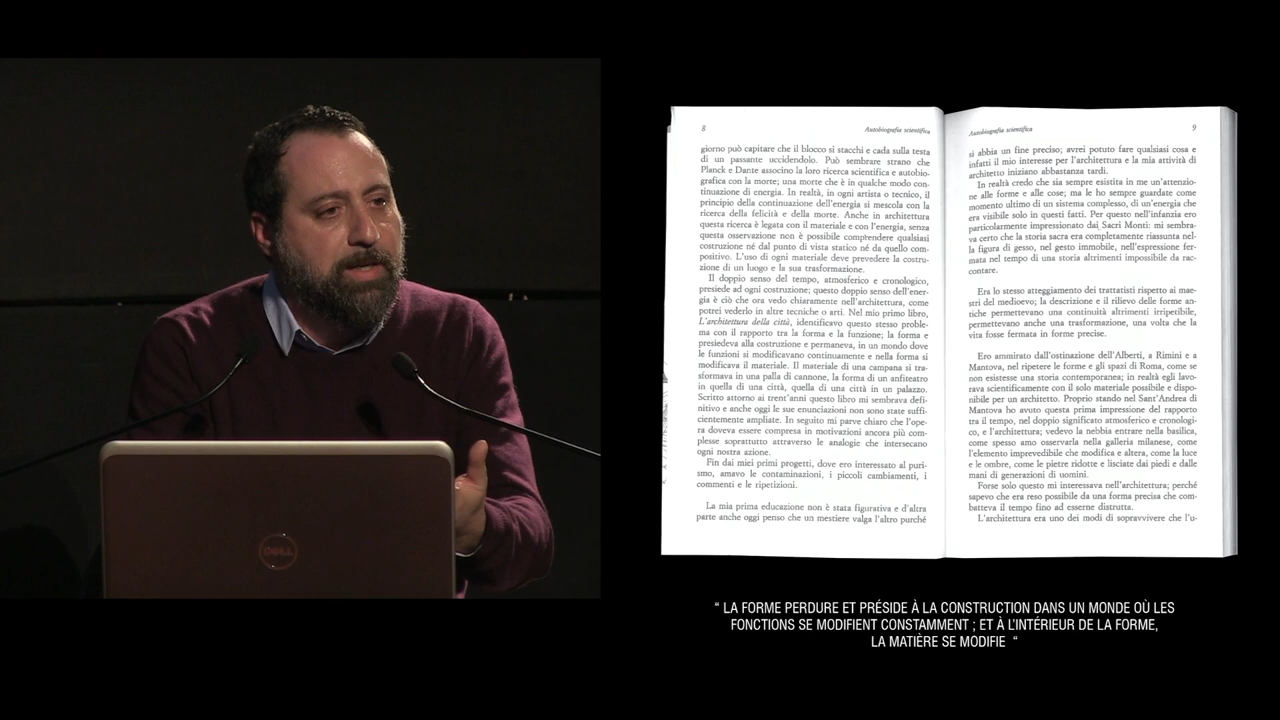 8
Autobiografia scientifica
giorno può capitare che il blocco si stacchi e cada sulla testa
di un passante uccidendolo. Può sembrare strano che
Planck e Dante associno la loro ricerca scientifica e autobio-
grafica con la morte; una morte che è in qualche modo con-
tinuazione di energia. In realtà, in ogni artista o tecnico, il
principio della continuazione dell'energia si mescola con la
ricerca della felicità e della morte. Anche in architettura
questa ricerca è legata con il materiale e con l'energia, senza
questa osservazione non è possibile comprendere qualsiasi
costruzione né dal punto di vista statico né da quello com-
positivo. L'uso di ogni materiale deve prevedere la costru-
zione di un luogo e la sua trasformazione.
Il doppio senso del tempo, atmosferico e cronologico,
presiede ad ogni costruzione; questo doppio senso dell'ener-
gia è ciò che ora vedo chiaramente nell'architettura, come
potrei vederlo in altre tecniche o arti. Nel mio primo libro,
L'architettura della città, identificavo questo stesso proble-
ma con il rapporto tra la forma e la funzione; la forma e
presiedeva alla costruzione e permaneva, in un mondo dove
le funzioni si modificavano continuamente e nella forma si
modificava il materiale. Il materiale di una campana si tra-
sformava in una palla di cannone, la forma di un anfiteatro
in quella di una città, quella di una città in un palazzo.
Scritto attorno ai trent'anni questo libro mi sembrava defi-
nitivo e anche oggi le sue enunciazioni non sono state suffi-
cientemente ampliate. In seguito mi parve chiaro che l'ope-
ra doveva essere compresa in motivazioni ancora più com-
plesse soprattutto attraverso le analogie che intersecano
ogni nostra azione.
Fin dai miei primi progetti, dove ero interessato al puri-
smo, amavo le contaminazioni, i piccoli cambiamenti, i
commenti e le ripetizioni.
La mia prima educazione non è stata figurativa e d'altra
parte anche oggi penso che un mestiere valga l'altro purché
Autobiografia scientifica
9
si abbia un fine preciso; avrei potuto fare qualsiasi cosa e
infatti il mio interesse per l'architettura e la mia attività di
architetto iniziano abbastanza tardi.
In realtà credo che sia sempre esistita in me un'attenzio-
ne alle forme e alle cose; ma le ho sempre guardate come
momento ultimo di un sistema complesso, di un'energia che
era visibile solo in questi fatti. Per questo nell'infanzia ero
particolarmente impressionato dai Sacri Monti: mi sembra-
va certo che la storia sacra era completamente riassunta nel-
la figura di gesso, nel gesto immobile, nell'espressione fer-
mata nel tempo di una storia altrimenti impossibile da rac-
contare.
Era lo stesso atteggiamento dei trattatisti rispetto ai mae-
stri del medioevo; la descrizione e il rilievo delle forme an-
tiche permettevano una continuità altrimenti irripetibile,
permettevano anche una trasformazione, una volta che la
vita fosse fermata in forme precise.
Ero ammirato dall'ostinazione dell'Alberti, a Rimini e a
Mantova, nel ripetere le forme e gli spazi di Roma, come se
non esistesse una storia contemporanea; in realtà egli lavo-
rava scientificamente con il solo materiale possibile e dispo-
nibile per un architetto. Proprio stando nel Sant'Andrea di
Mantova ho avuto questa prima impressione del rapporto
tra il tempo, nel doppio significato atmosferico e cronologi-
co, e l'architettura; vedevo la nebbia entrare nella basilica,
come spesso amo osservarla nella galleria milanese, come
l'elemento imprevedibile che modifica e altera, come la luce
e le ombre, come le pietre ridotte e lisciate dai piedi e dalle
mani di generazioni di uomini.
Forse solo questo mi interessava nell'architettura; perché
sapevo che era reso possibile da una forma precisa che com-
batteva il tempo fino ad esserne distrutta.
L'architettura era uno dei modi di sopravvivere che l'u-
DELL
“ LA FORME PERDURE ET PRÉSIDE À LA CONSTRUCTION DANS UN MONDE OÙ LES
FONCTIONS SE MODIFIENT CONSTAMMENT ; ET À L'INTÉRIEUR DE LA FORME,
LA MATIÈRE SE MODIFIE “